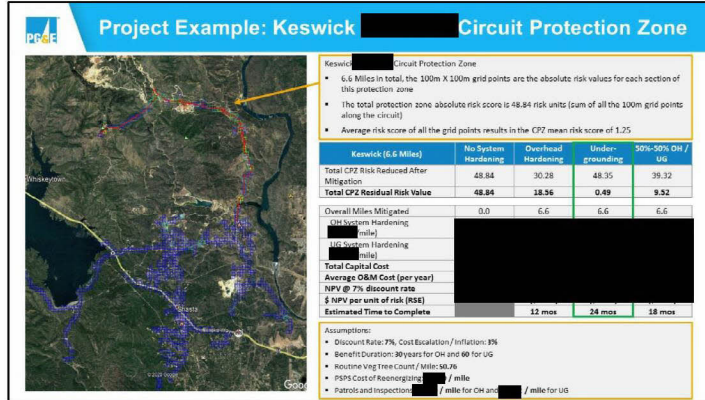 PG&E
Project Example: Keswick Circuit Protection Zone
Keswick Circuit Protection Zone
6.6 Miles in total, the 100m X 100m grid points are the absolute risk values for each section of
this protection zone
The total protection zone absolute risk score is 48.84 risk units (sum of all the 100m grid points
along the circuit)
Average risk score of all the grid points results in the CPZ mean risk score of 1.25
Keswick (6.6 Miles) No System Hardening Overhead Hardening Under-grounding 50%-50% OH / UG
Total CPZ Risk Reduced After Mitigation 48.84 30.28 48.35 39.32
Total CPZ Residual Risk Value 48.84 18.56 0.49 9.52
Overall Miles Mitigated 0.0 6.6 6.6 6.6
OH System Hardening
/mile)
UG System Hardening
mile)
Total Capital Cost
Average O&M Cost (per year)
NPV @ 7% discount rate
$ NPV per unit of risk (RSE)
Estimated Time to Complete 12 mos 24 mos 18 mos
Assumptions:
Discount Rate: 7%, Cost Escalation / Inflation: 3%
Benefit Duration: 30 years for OH and 60 for UG
Routine Veg Tree Count / Mile: 50.76
PSPS Cost of Reenergizing / mile
Patrols and Inspections / mile for OH and / mile for UG
Whiskeytown
Shasta